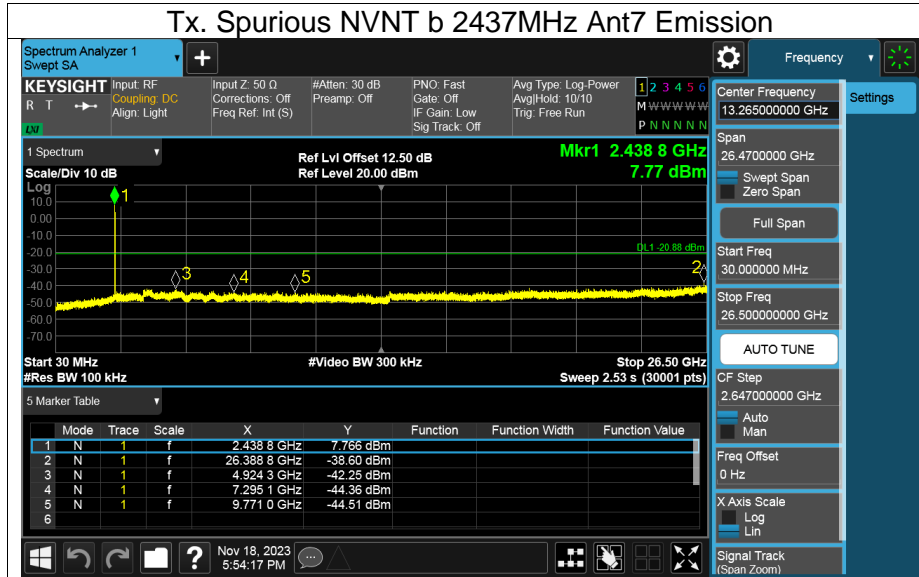 Tx. Spurious NVNT b 2437MHz Ant7 Emission
Spectrum Analyzer 1
Swept SA
+
Frequency
KEYSIGHT
R T
LXI
Input: RF
Coupling: DC
Align: Light
Input Z: 50 Ω
Corrections: Off
Freq Ref: Int (S)
#Atten: 30 dB
Preamp: Off
PNO: Fast
Gate: Off
IF Gain: Low
Sig Track: Off
Avg Type: Log-Power
Avg|Hold: 10/10
Trig: Free Run
1 2 3 4 5 6
M W W W W W
P N N N N N
Center Frequency
13.265000000 GHz
Settings
Span
26.4700000 GHz
Swept Span
Zero Span
Full Span
Start Freq
30.000000 MHz
Stop Freq
26.500000000 GHz
AUTO TUNE
CF Step
2.647000000 GHz
Auto
Man
Freq Offset
0 Hz
X Axis Scale
Log
Lin
Signal Track
(Span Zoom)
1 Spectrum
Scale/Div 10 dB
Ref Lvl Offset 12.50 dB
Ref Level 20.00 dBm
Mkr1 2.438 8 GHz
7.77 dBm
Log
10.0
0.00
-10.0
-20.0
-30.0
-40.0
-50.0
-60.0
-70.0
1
DL1 -20.88 dBm
2
3
4
5
Start 30 MHz
#Res BW 100 kHz
#Video BW 300 kHz
Stop 26.50 GHz
Sweep 2.53 s (30001 pts)
5 Marker Table
Mode Trace Scale X Y Function Function Width Function Value
1 N 1 f 2.438 8 GHz 7.766 dBm
2 N 1 f 26.388 8 GHz -38.60 dBm
3 N 1 f 4.924 3 GHz -42.25 dBm
4 N 1 f 7.295 1 GHz -44.36 dBm
5 N 1 f 9.771 0 GHz -44.51 dBm
6
?
Nov 18, 2023
5:54:17 PM